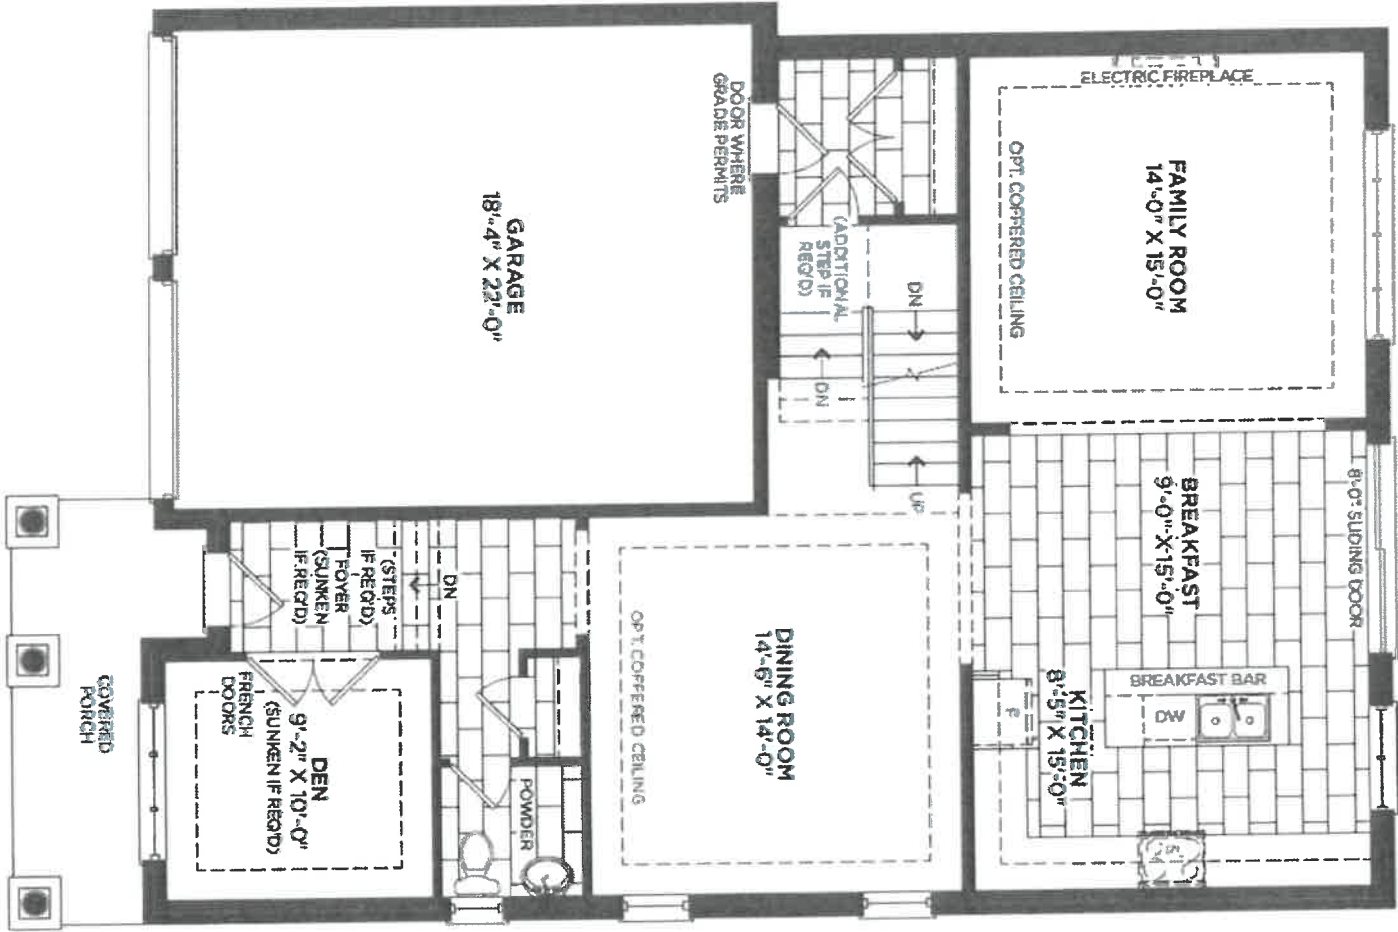 ELECTRIC FIREPLACE
FAMILY ROOM
14'-0" X 15'-0"
OPT. COFFERED CEILING
DOOR WHERE
GRADE PERMITS
GARAGE
18'-4" X 22'-0"
(ADDITIONAL
STEP IF
REQ'D)
DN
DN
UP
8'-0" SLIDING DOOR
BREAKFAST
9'-0" X 15'-0"
BREAKFAST BAR
DW
F
KITCHEN
8'-5" X 15'-0"
DINING ROOM
14'-6" X 14'-0"
OPT. COFFERED CEILING
DN
(STEPS
IF REQ'D)
FOYER
(SUNKEN
IF REQ'D)
POWDER
DEN
9'-2" X 10'-0"
(SUNKEN IF REQ'D)
FRENCH
DOORS
COVERED
PORCH